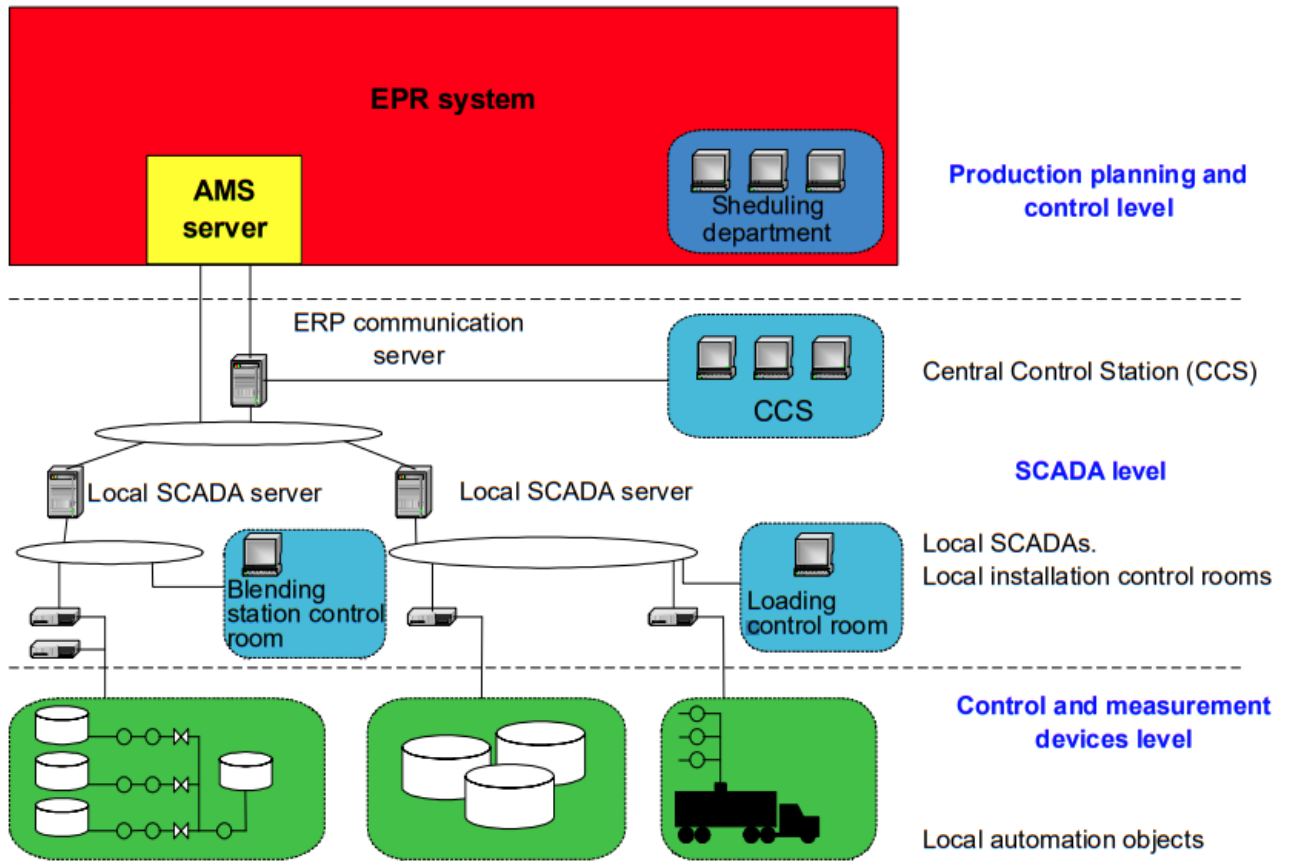 EPR system
AMS
server
Sheduling
department
Production planning and
control level
ERP communication
server
CCS
Central Control Station (CCS)
SCADA level
Local SCADA server
Local SCADA server
Local SCADAs.
Local installation control rooms
Blending
station control
room
Loading
control room
Control and measurement
devices level
Local automation objects